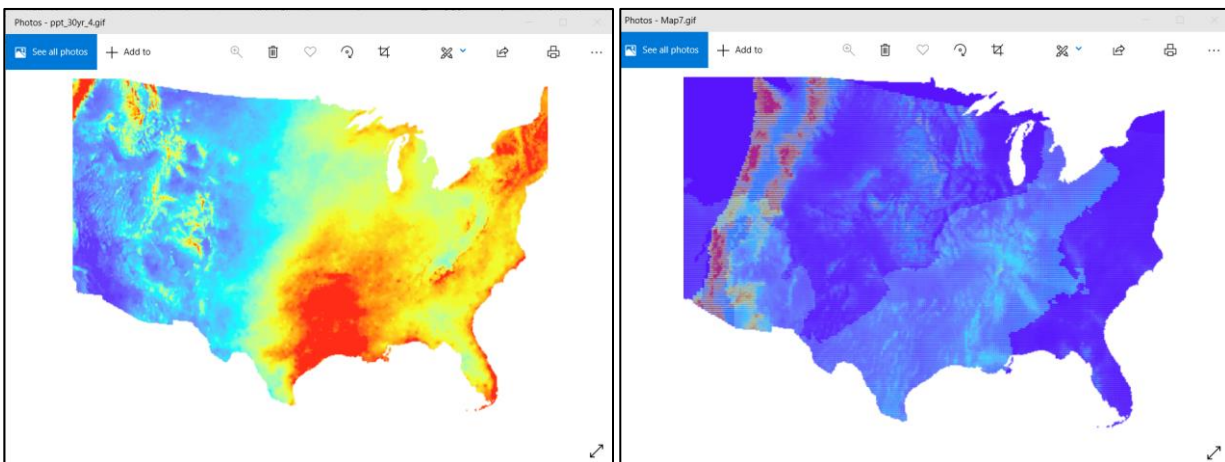 Photos - ppt_30yr_4.gif
See all photos
Add to
Photos - Map7.gif
See all photos
Add to